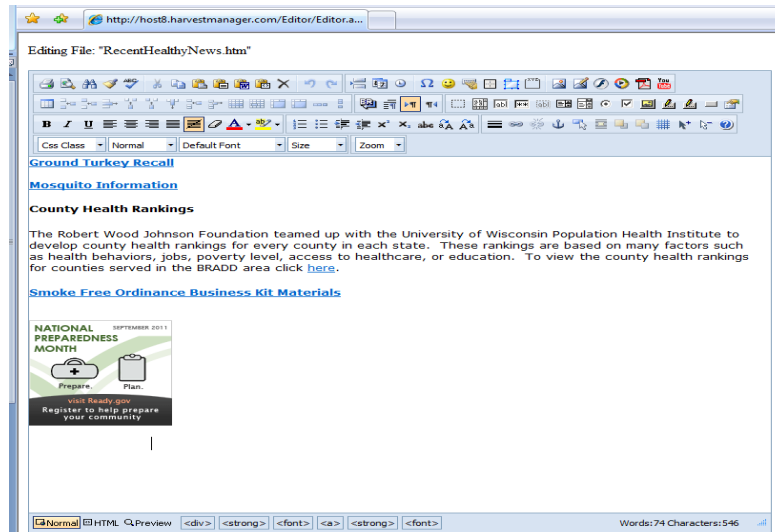 http://host8.harvestmanager.com/Editor/Editor.a...
Editing File: "RecentHealthyNews.htm"
B I U
Css Class Normal Default Font Size Zoom
Ground Turkey Recall
Mosquito Information
County Health Rankings
The Robert Wood Johnson Foundation teamed up with the University of Wisconsin Population Health Institute to
develop county health rankings for every county in each state. These rankings are based on many factors such
as health behaviors, jobs, poverty level, access to healthcare, or education. To view the county health rankings
for counties served in the BRADD area click here.
Smoke Free Ordinance Business Kit Materials
NATIONAL SEPTEMBER 2011
PREPAREDNESS
MONTH
Prepare. Plan.
visit Ready.gov
Register to help prepare
your community
Normal HTML Preview <div> <strong> <font> <a> <strong> <font> Words:74 Characters:546